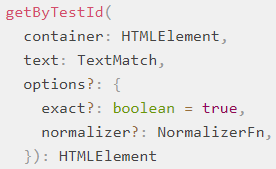 getByTestId(
  container: HTMLElement,
  text: TextMatch,
  options?: {
    exact?: boolean = true,
    normalizer?: NormalizerFn,
  }): HTMLElement